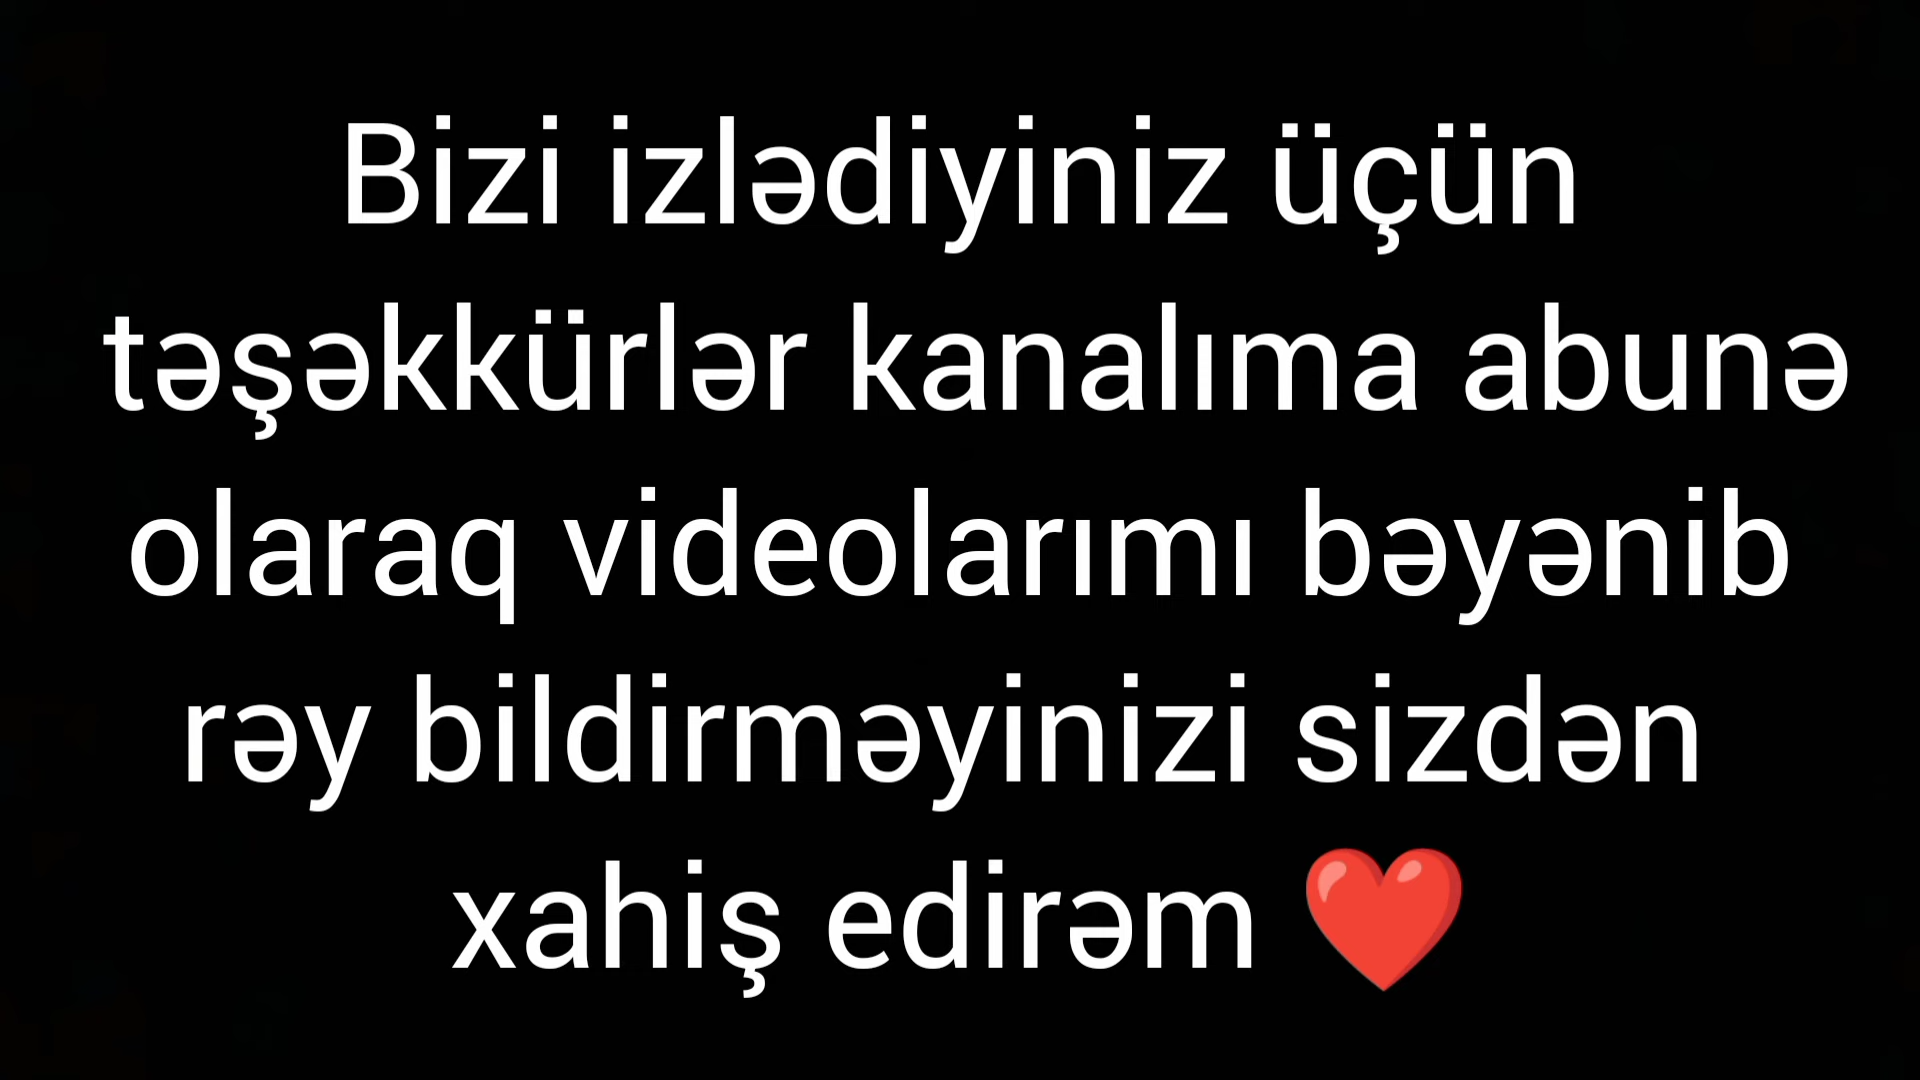 Bizi izlədiyiniz üçün
təşəkkürlər kanalıma abunə
olaraq videolarımı bəyənib
rəy bildirməyinizi sizdən
xahiş edirəm ❤️